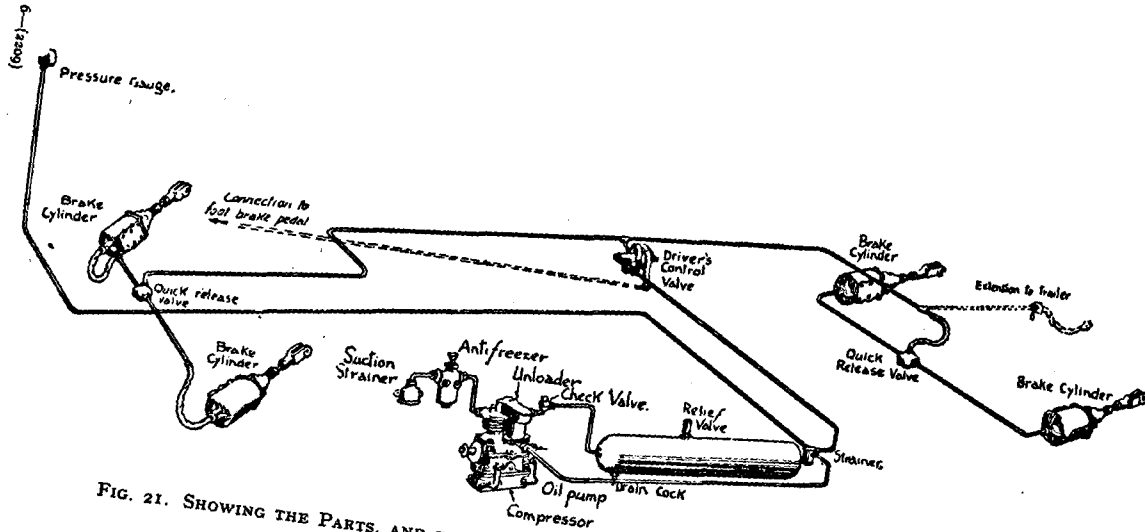 6—(2209)
Pressure Gauge.
Brake
Cylinder
Connection to
foot brake pedal
Quick release
valve
Driver's
Control
Valve
Brake
Cylinder
Extention to Trailer
Quick
Release Valve
Brake Cylinder
Brake
Cylinder
Suction
Strainer
Antifreezer
Unloader
Check Valve.
Relief
Valve
Strainer
Drain Cock
Oil pump
Compressor
FIG. 21. SHOWING THE PARTS, AND